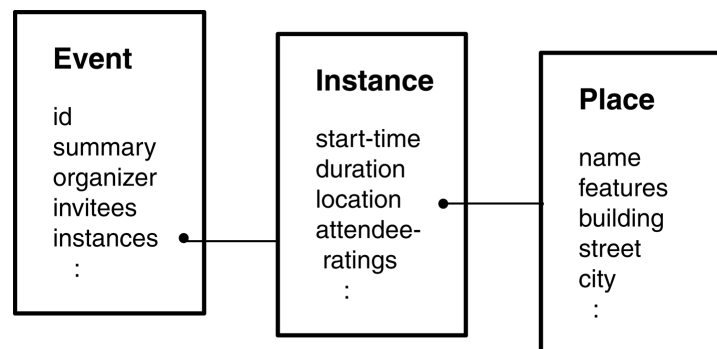 Event
id
summary
organizer
invitees
instances
:
Instance
start-time
duration
location
attendee-
ratings
:
Place
name
features
building
street
city
: